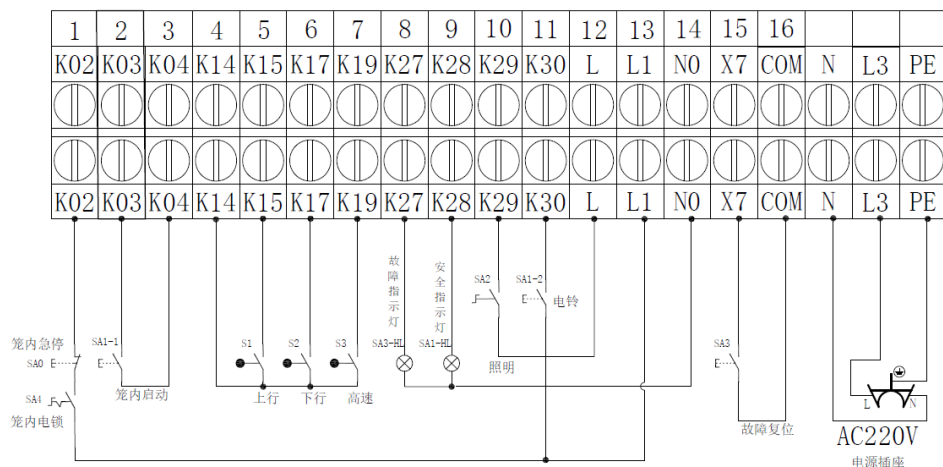 1 2 3 4 5 6 7 8 9 10 11 12 13 14 15 16
K02 K03 K04 K14 K15 K17 K19 K27 K28 K29 K30 L L1 N0 X7 COM N L3 PE
K02 K03 K04 K14 K15 K17 K19 K27 K28 K29 K30 L L1 N0 X7 COM N L3 PE
故障指示灯
安全指示灯
SA2
SA1-2
电铃
笼内急停
SA0
SA1-1
S1
S2
S3
SA3-HL
SA1-HL
SA3
照明
笼内启动
上行
下行
高速
SA4
笼内电锁
故障复位
L
N
AC220V
电源插座